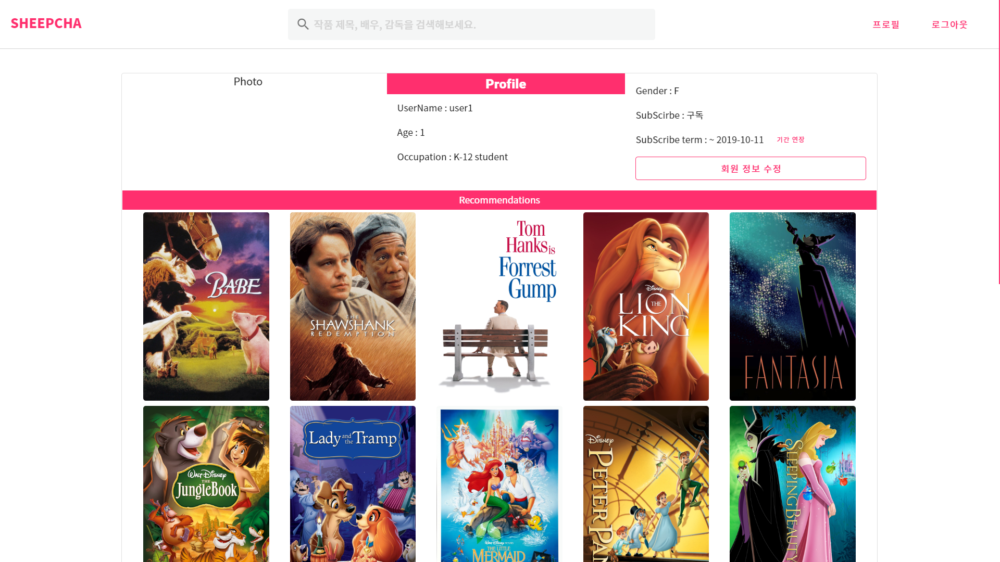 SHEEPCHA
작품 제목, 배우, 감독을 검색해보세요.
프로필
로그아웃
Photo
Profile
UserName : user1
Age : 1
Occupation : K-12 student
Gender : F
SubScirbe : 구독
SubScribe term : ~ 2019-10-11
기간 연장
회원 정보 수정
Recommendations
BABE
THE
SHAWSHANK
REDEMPTION
Tom
Hanks is
Forrest
Gump
DISNEY
THE
LION
KING
FANTASIA
WALT DISNEY
THE
JUNGLE BOOK
Lady and the Tramp
WALT DISNEY PICTURES
THE LITTLE
MERMAID
DISNEY
PETER PAN
SLEEPING BEAUTY